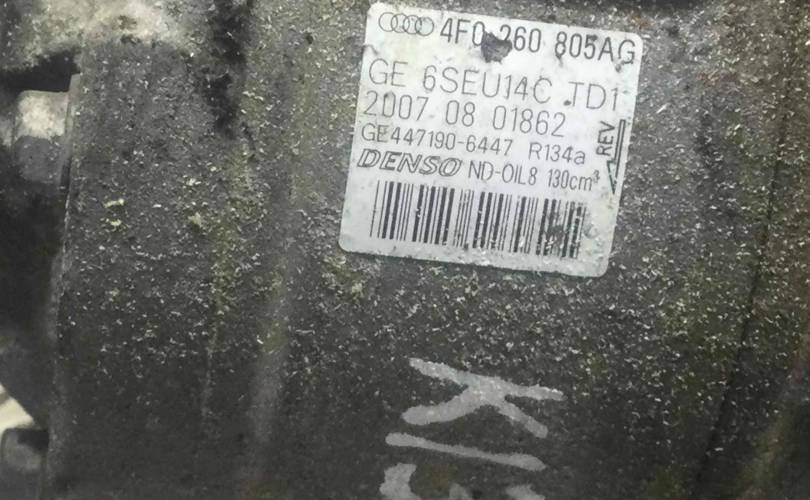 4F0 260 805AG
GE 6SEU14C TD1
2007 08 01862
GE447190-6447 R134a
REV
DENSO ND-OIL8 130cm³